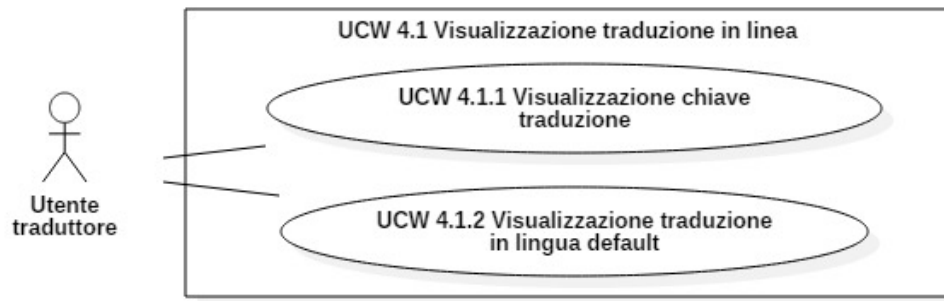 UCW 4.1 Visualizzazione traduzione in linea
UCW 4.1.1 Visualizzazione chiave
traduzione
Utente
traduttore
UCW 4.1.2 Visualizzazione traduzione
in lingua default